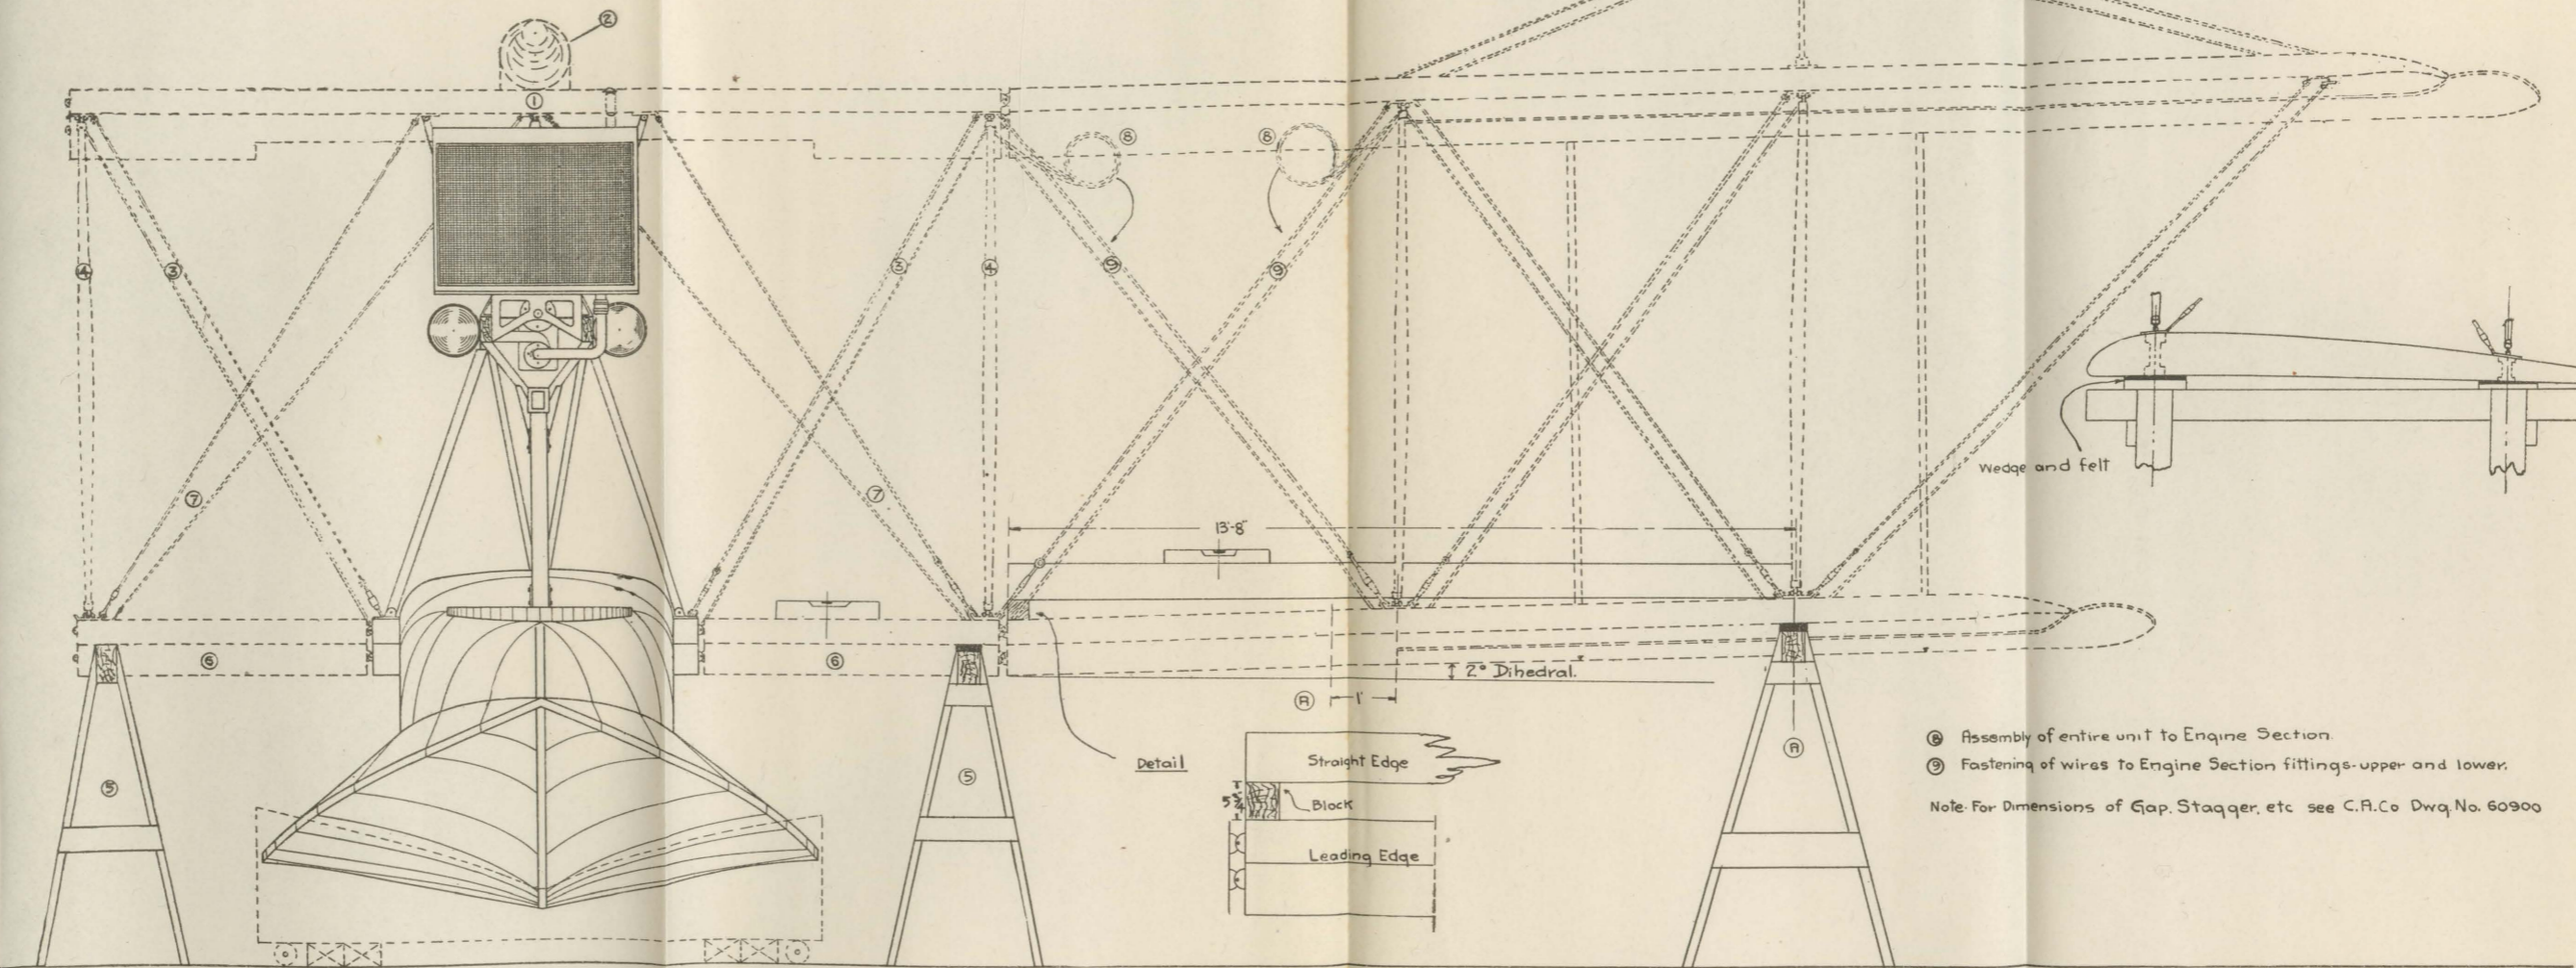 ②
①
⑧
⑧
④
③
③
④
⑨
⑨
Wedge and felt
⑦
⑦
13'-8"
⑥
⑥
2° Dihedral.
Ⓐ 1'
Ⓐ
⑧ Assembly of entire unit to Engine Section.
⑨ Fastening of wires to Engine Section fittings-upper and lower.
Note-For Dimensions of Gap. Stagger, etc see C.A.Co Dwg. No. 60900
Detail
Straight Edge
5¾"
Block
Leading Edge
⑤
⑤